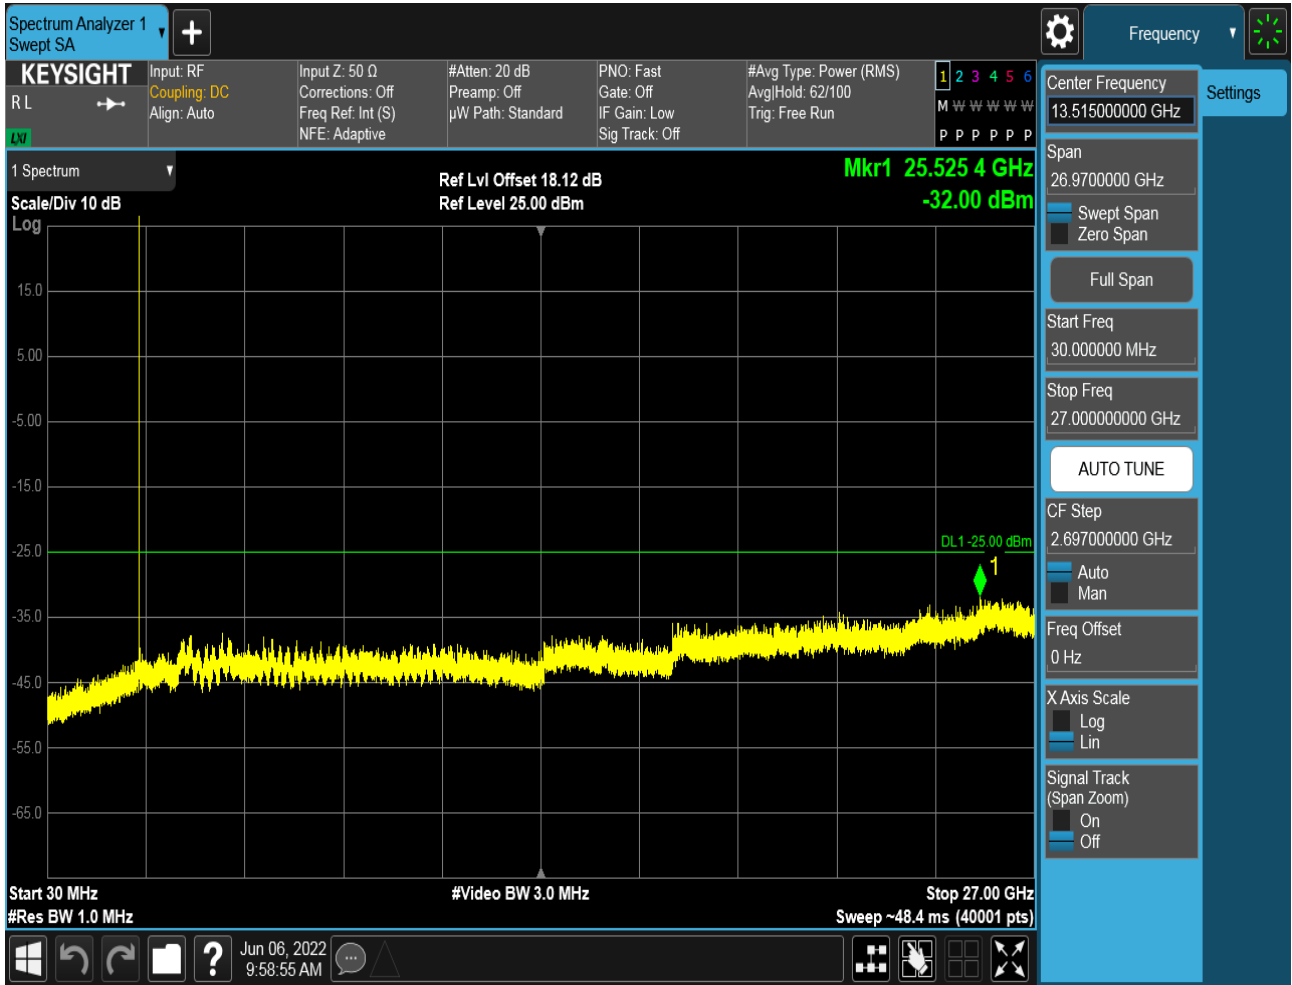 Spectrum Analyzer 1
Swept SA
Frequency
KEYSIGHT
R L
LXI
Input: RF
Coupling: DC
Align: Auto
Input Z: 50 Ω
Corrections: Off
Freq Ref: Int (S)
NFE: Adaptive
#Atten: 20 dB
Preamp: Off
µW Path: Standard
PNO: Fast
Gate: Off
IF Gain: Low
Sig Track: Off
#Avg Type: Power (RMS)
Avg|Hold: 62/100
Trig: Free Run
1 2 3 4 5 6
M W W W W W
P P P P P P
1 Spectrum
Scale/Div 10 dB
Log
Ref Lvl Offset 18.12 dB
Ref Level 25.00 dBm
Mkr1 25.525 4 GHz
-32.00 dBm
15.0
5.00
-5.00
-15.0
-25.0
-35.0
-45.0
-55.0
-65.0
DL1 -25.00 dBm
1
Start 30 MHz
#Res BW 1.0 MHz
#Video BW 3.0 MHz
Stop 27.00 GHz
Sweep ~48.4 ms (40001 pts)
Center Frequency
13.515000000 GHz
Span
26.9700000 GHz
Swept Span
Zero Span
Full Span
Start Freq
30.000000 MHz
Stop Freq
27.000000000 GHz
AUTO TUNE
CF Step
2.697000000 GHz
Auto
Man
Freq Offset
0 Hz
X Axis Scale
Log
Lin
Signal Track
(Span Zoom)
On
Off
Settings
?
Jun 06, 2022
9:58:55 AM